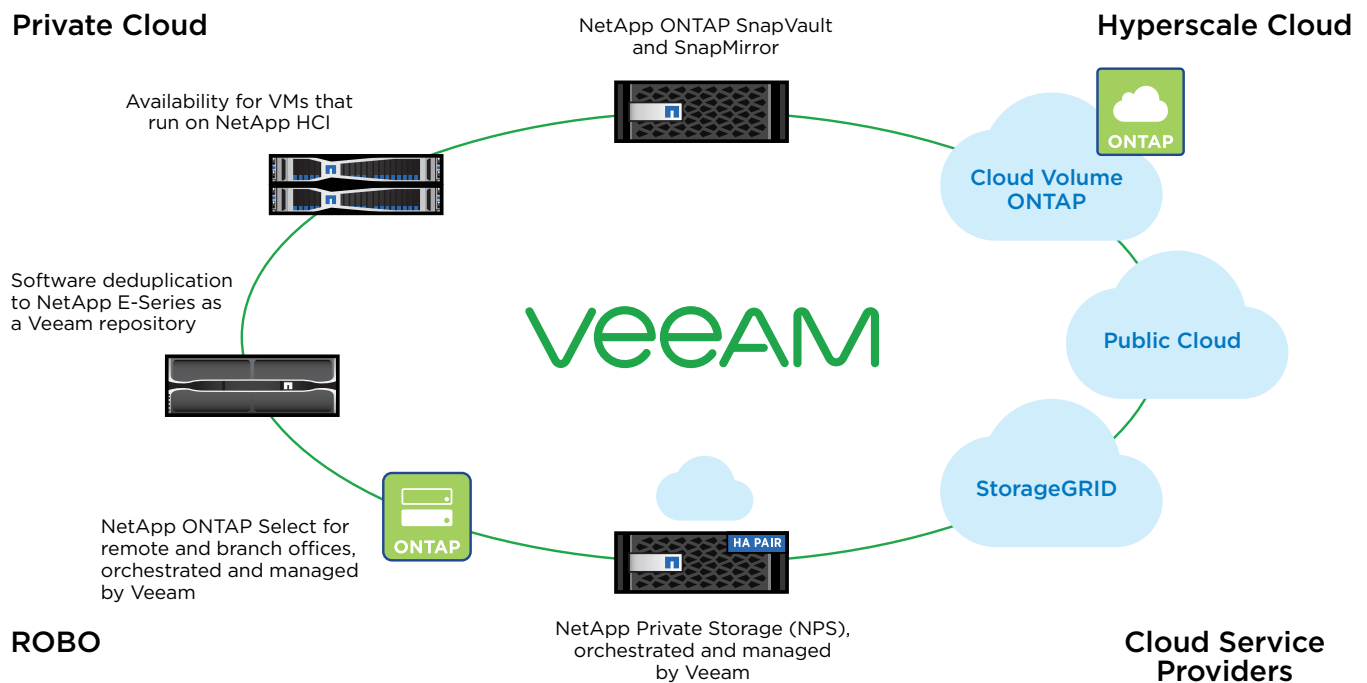 Private Cloud
NetApp ONTAP SnapVault
and SnapMirror
Hyperscale Cloud
Availability for VMs that
run on NetApp HCI
ONTAP
Cloud Volume
ONTAP
Software deduplication
to NetApp E-Series as
a Veeam repository
veeAM
Public Cloud
StorageGRID
NetApp ONTAP Select for
remote and branch offices,
orchestrated and managed
by Veeam
ONTAP
HA PAIR
NetApp Private Storage (NPS),
orchestrated and managed
by Veeam
ROBO
Cloud Service
Providers